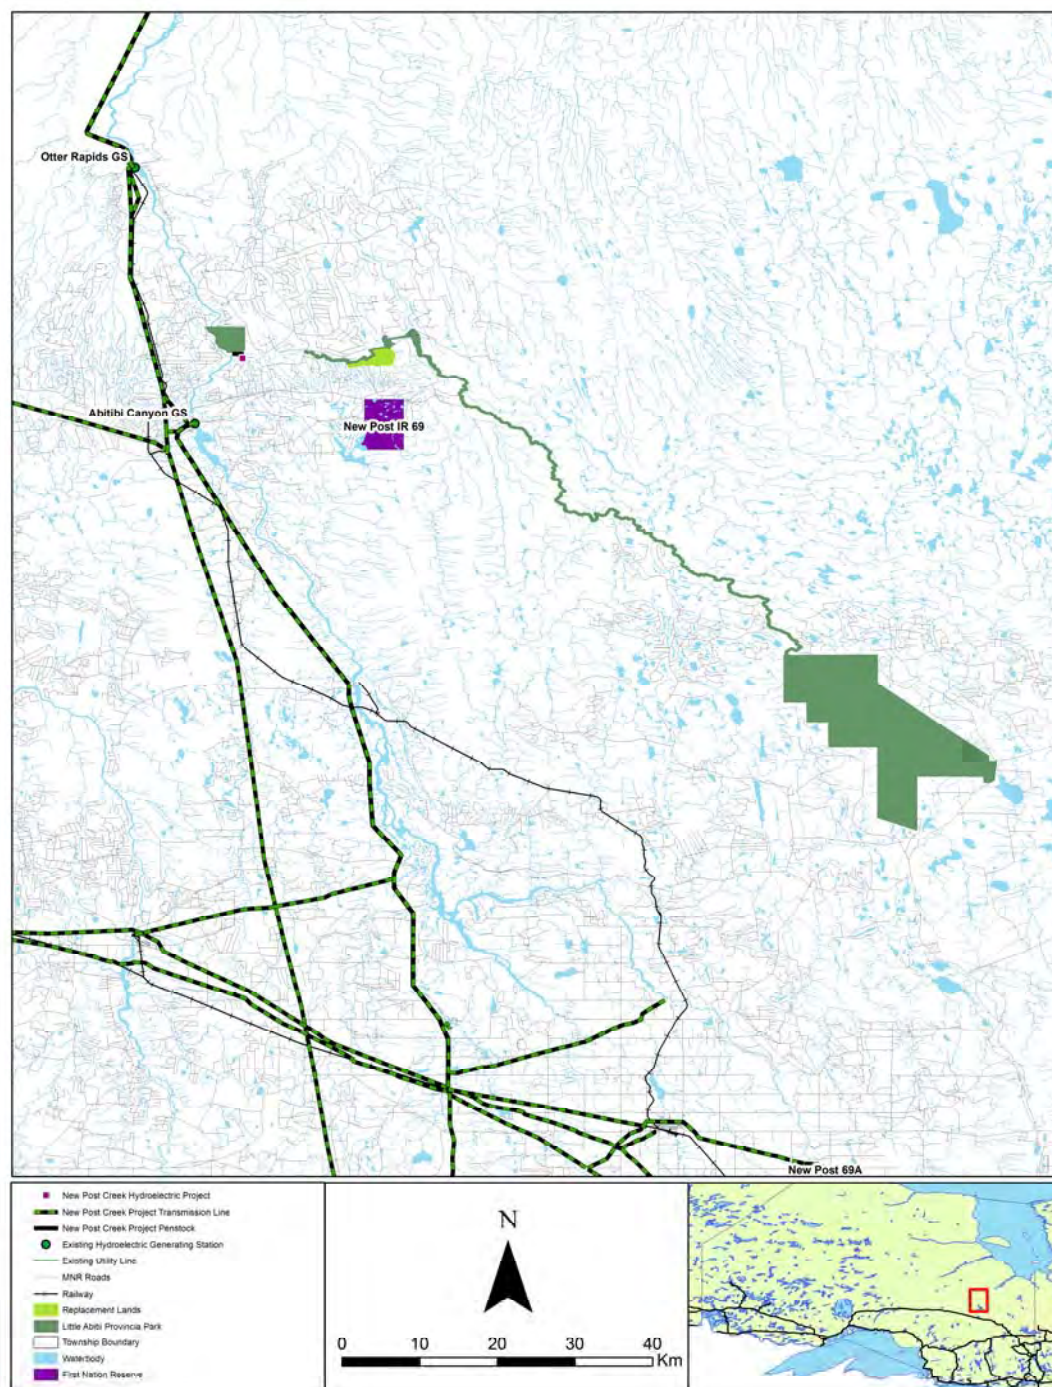 Otter Rapids GS
Abitibi Canyon GS
New Post IR 69
New Post 69A
New Post Creek Hydroelectric Project
New Post Creek Project Transmission Line
New Post Creek Project Penstock
Existing Hydroelectric Generating Station
Existing Utility Line
MNR Roads
Railway
Replacement Lands
Little Abitibi Provincia Park
Township Boundary
Waterbody
First Nation Reserve
N
0 10 20 30 40
Km